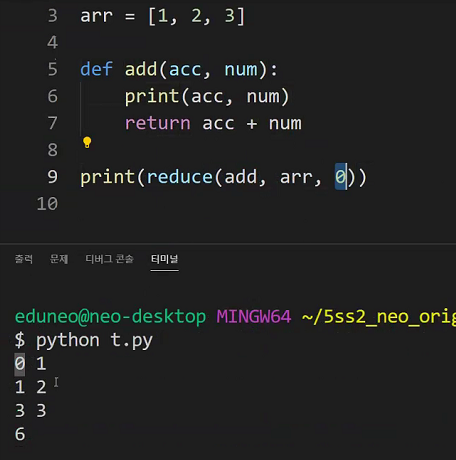 3 arr = [1, 2, 3]
4
5 def add(acc, num):
6     print(acc, num)
7     return acc + num
8
9 print(reduce(add, arr, 0))
10
출력 문제 디버그 콘솔 터미널
eduneo@neo-desktop MINGW64 ~/5ss2_neo_orig
$ python t.py
0 1
1 2
3 3
6